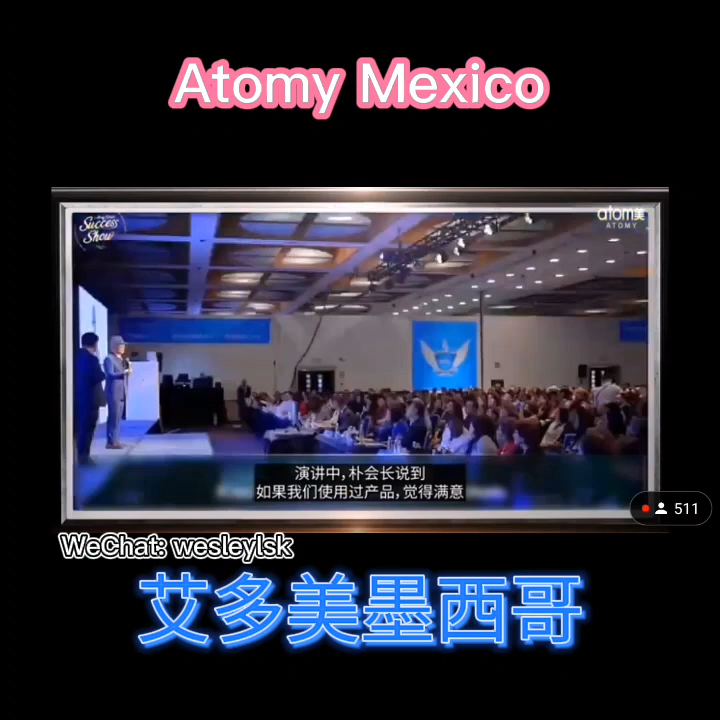 Atomy Mexico
Success
Show
atom美
ATOMY
演讲中,朴会长说到
如果我们使用过产品,觉得满意
511
WeChat: wesleylsk
艾多美墨西哥